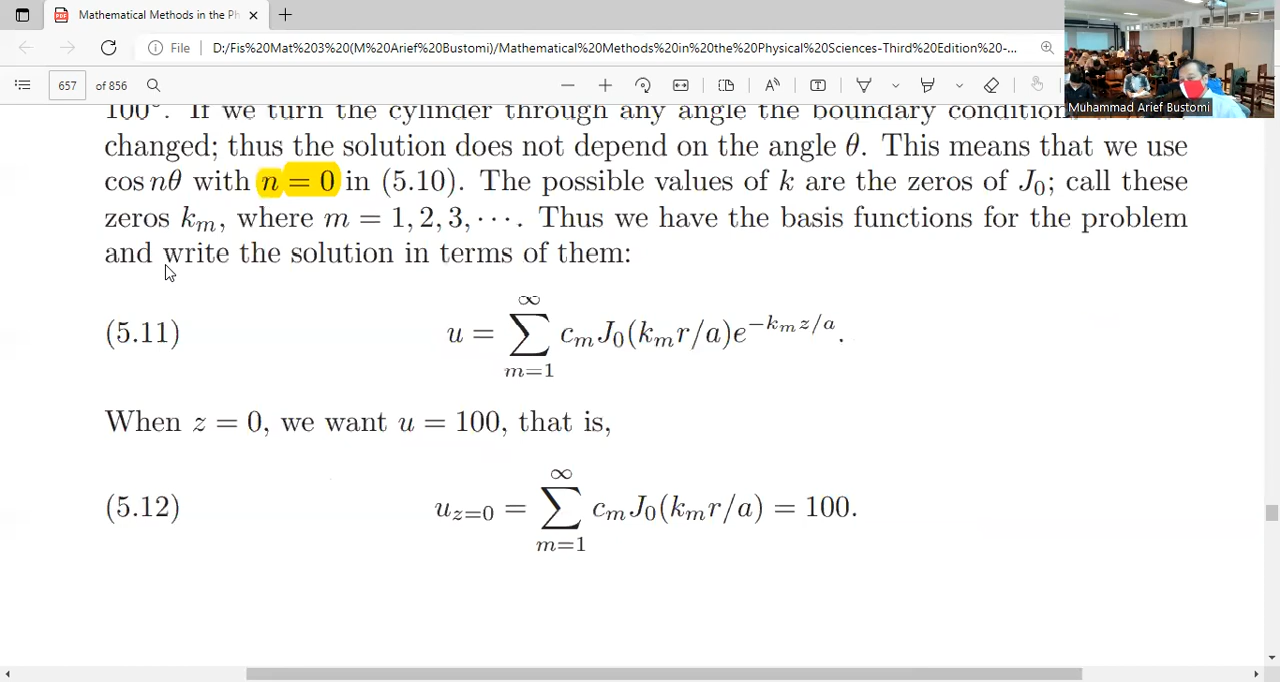 Mathematical Methods in the Ph
File D:/Fis%20Mat%203%20(M%20Arief%20Bustomi)/Mathematical%20Methods%20in%20the%20Physical%20Sciences-Third%20Edition%20-...
657 of 856
Muhammad Arief Bustomi
100°. If we turn the cylinder through any angle the boundary condition
changed; thus the solution does not depend on the angle θ. This means that we use
cos nθ with n = 0 in (5.10). The possible values of k are the zeros of J₀; call these
zeros kₘ, where m = 1, 2, 3, ⋯. Thus we have the basis functions for the problem
and write the solution in terms of them:
(5.11) u = ∑_{m=1}^{∞} cₘJ₀(kₘr/a)e^{−kₘz/a}.
When z = 0, we want u = 100, that is,
(5.12) u_{z=0} = ∑_{m=1}^{∞} cₘJ₀(kₘr/a) = 100.